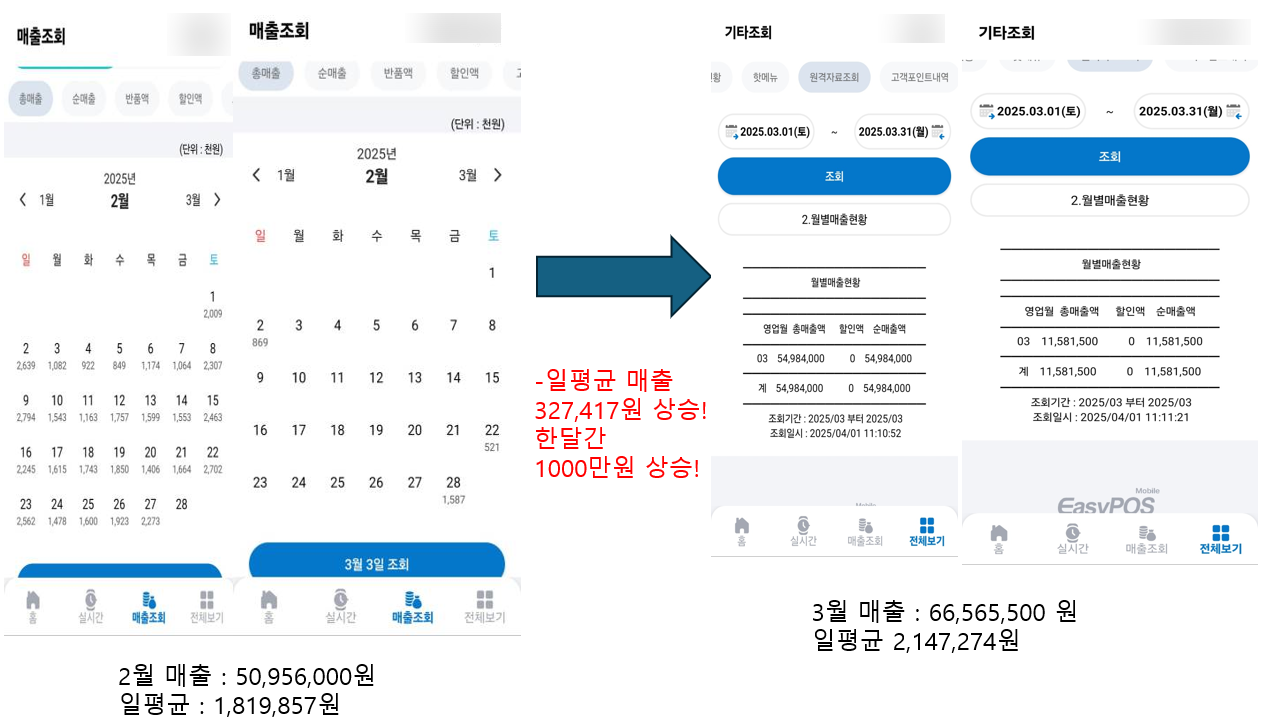 매출조회
총매출 순매출 반품액 할인액
(단위 : 천원)
2025년
1월 2월 3월
일 월 화 수 목 금 토
1
2,009
2 3 4 5 6 7 8
2,639 1,082 922 849 1,174 1,064 2,307
9 10 11 12 13 14 15
2,794 1,543 1,163 1,757 1,599 1,553 2,463
16 17 18 19 20 21 22
2,245 1,615 1,743 1,850 1,406 1,664 2,702
23 24 25 26 27 28
2,562 1,478 1,600 1,923 2,273
홈 실시간 매출조회 전체보기
매출조회
총매출 순매출 반품액 할인액
(단위 : 천원)
2025년
1월 2월 3월
일 월 화 수 목 금 토
1
2 3 4 5 6 7 8
869
9 10 11 12 13 14 15
16 17 18 19 20 21 22
521
23 24 25 26 27 28
1,587
3월 3일 조회
홈 실시간 매출조회 전체보기
2월 매출 : 50,956,000원
일평균 : 1,819,857원
-일평균 매출
327,417원 상승!
한달간
1000만원 상승!
기타조회
핫메뉴 원격자료조회 고객포인트내역
2025.03.01(토) ~ 2025.03.31(월)
조회
2.월별매출현황
월별매출현황
영업월 총매출액 할인액 순매출액
03 54,984,000 0 54,984,000
계 54,984,000 0 54,984,000
조회기간 : 2025/03 부터 2025/03
조회일시 : 2025/04/01 11:10:52
홈 실시간 매출조회 전체보기
기타조회
2025.03.01(토) ~ 2025.03.31(월)
조회
2.월별매출현황
월별매출현황
영업월 총매출액 할인액 순매출액
03 11,581,500 0 11,581,500
계 11,581,500 0 11,581,500
조회기간 : 2025/03 부터 2025/03
조회일시 : 2025/04/01 11:11:21
Mobile
EasyPOS
홈 실시간 매출조회 전체보기
3월 매출 : 66,565,500 원
일평균 2,147,274원